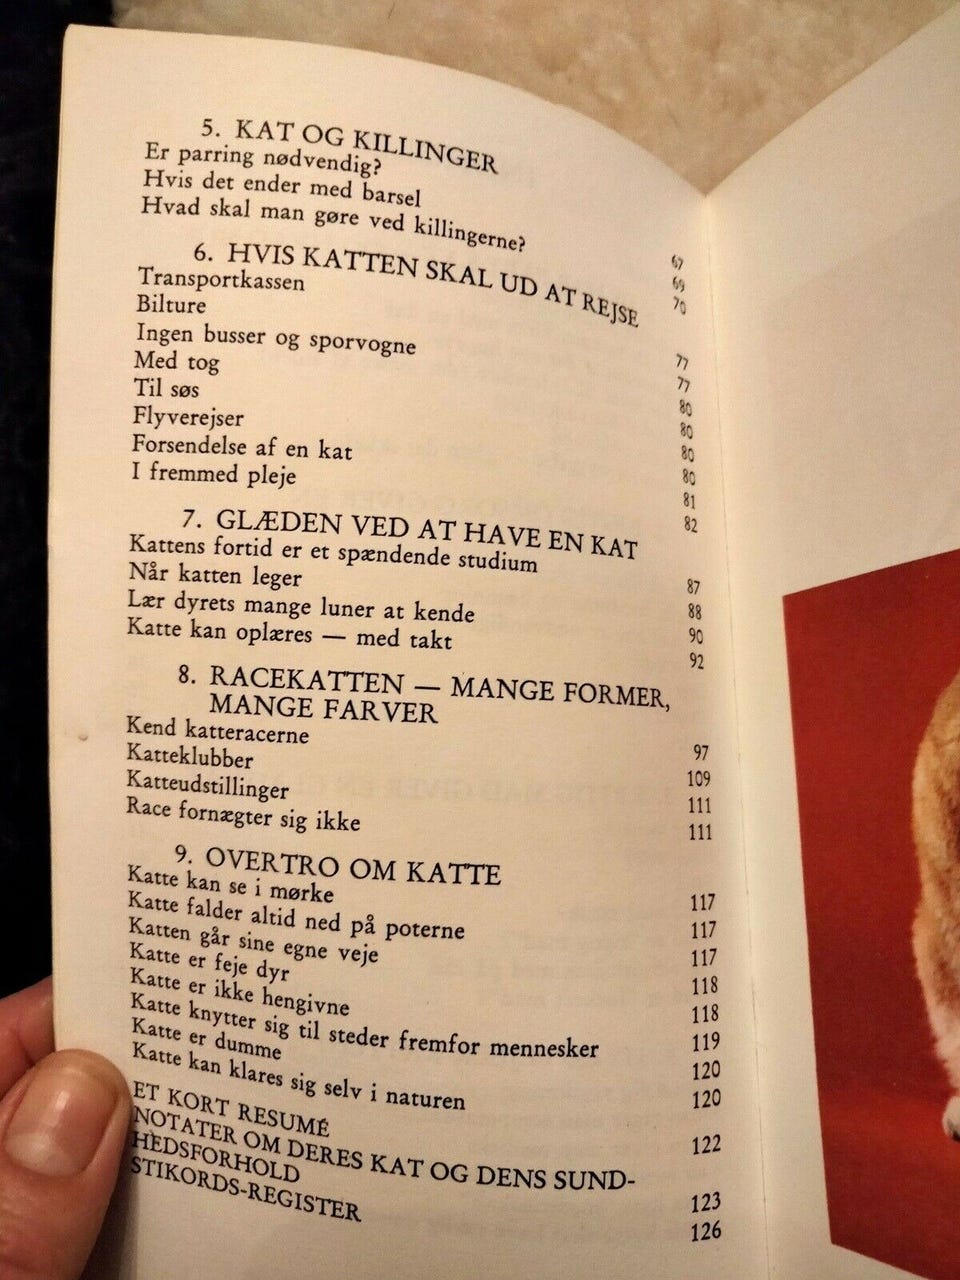 5. KAT OG KILLINGER
Er parring nødvendig? 67
Hvis det ender med barsel 69
Hvad skal man gøre ved killingerne? 70
6. HVIS KATTEN SKAL UD AT REJSE
Transportkassen 77
Bilture 77
Ingen busser og sporvogne 80
Med tog 80
Til søs 80
Flyverejser 80
Forsendelse af en kat 81
I fremmed pleje 82
7. GLÆDEN VED AT HAVE EN KAT
Kattens fortid er et spændende studium 87
Når katten leger 88
Lær dyrets mange luner at kende 90
Katte kan oplæres — med takt 92
8. RACEKATTEN — MANGE FORMER,
MANGE FARVER
Kend katteracerne 97
Katteklubber 109
Katteudstillinger 111
Race fornægter sig ikke 111
9. OVERTRO OM KATTE
Katte kan se i mørke 117
Katte falder altid ned på poterne 117
Katten går sine egne veje 117
Katte er feje dyr 118
Katte er ikke hengivne 118
Katte knytter sig til steder fremfor mennesker 119
Katte er dumme 120
Katte kan klares sig selv i naturen 120
ET KORT RESUMÉ 122
NOTATER OM DERES KAT OG DENS SUND-
HEDSFORHOLD 123
STIKORDS-REGISTER 126